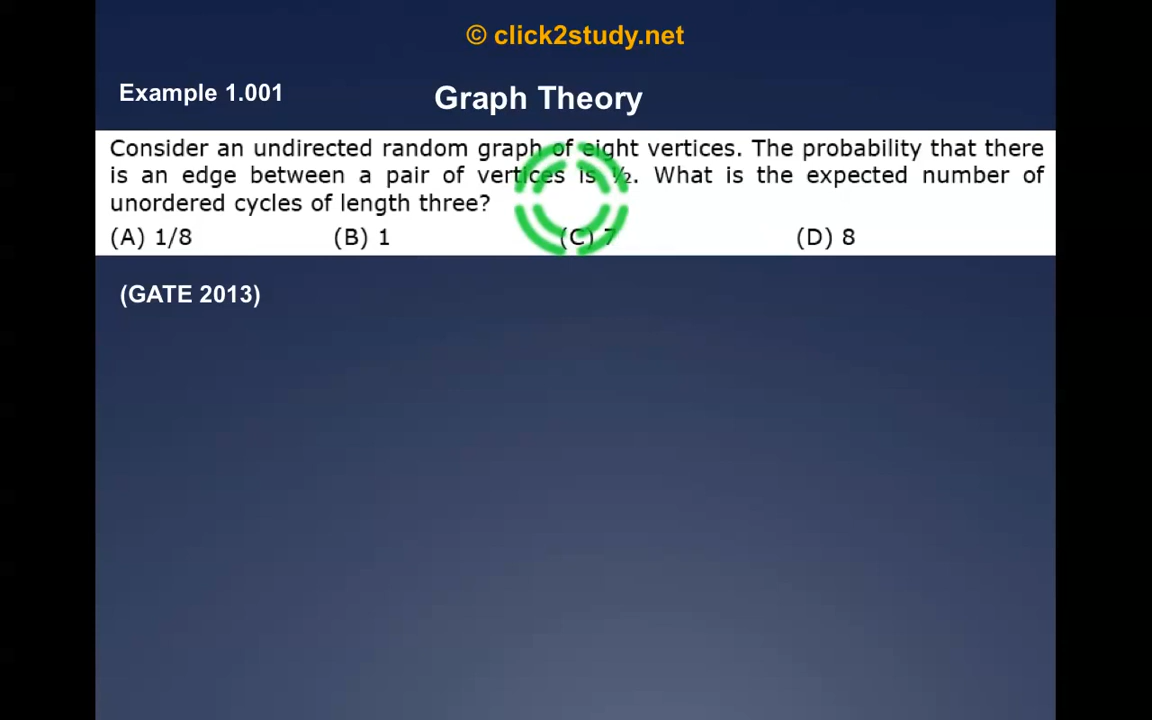 © click2study.net
Example 1.001
Graph Theory
Consider an undirected random graph of eight vertices. The probability that there
is an edge between a pair of vertices is ½. What is the expected number of
unordered cycles of length three?
(A) 1/8 (B) 1 (C) 7 (D) 8
(GATE 2013)